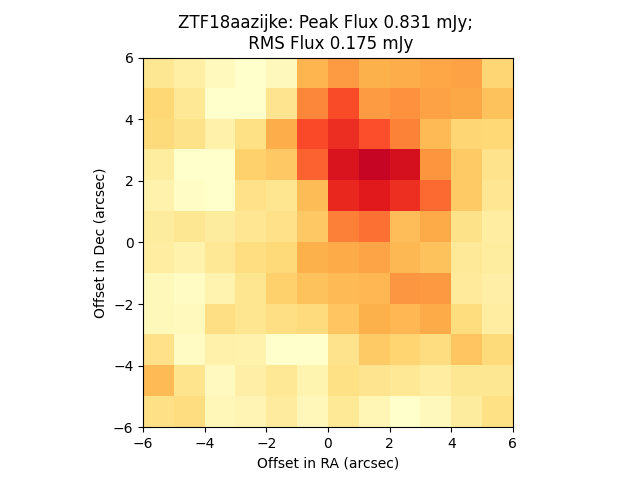 ZTF18aazijke: Peak Flux 0.831 mJy;
RMS Flux 0.175 mJy
6
4
2
0
−2
−4
−6
Offset in Dec (arcsec)
−6 −4 −2 0 2 4 6
Offset in RA (arcsec)